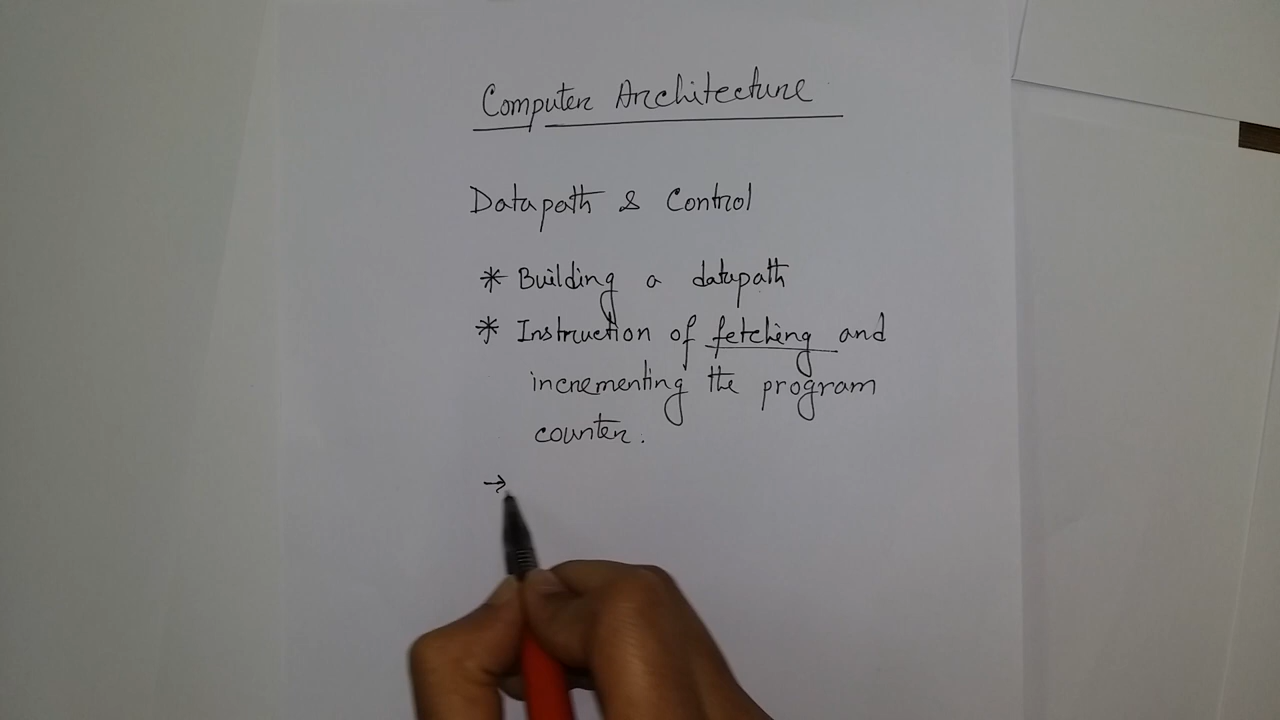 Computer Architecture
Datapath & Control
* Building a datapath
* Instruction of fetching and
incrementing the program
counter.
→